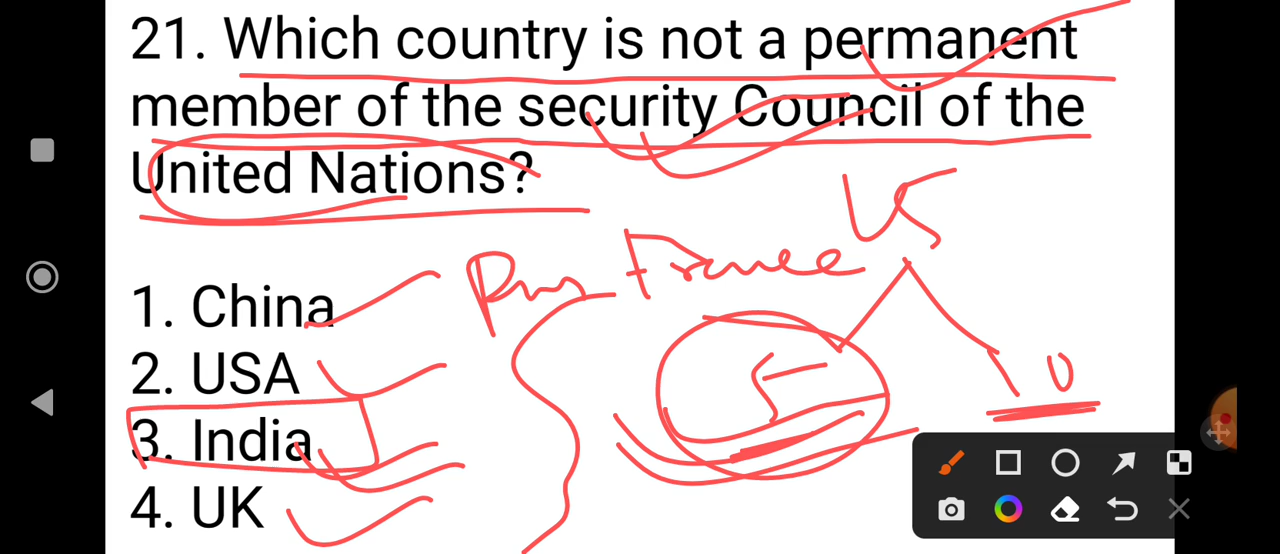 21. Which country is not a permanent
member of the security Council of the
United Nations?
France
1. China
2. USA
3. India
4. UK